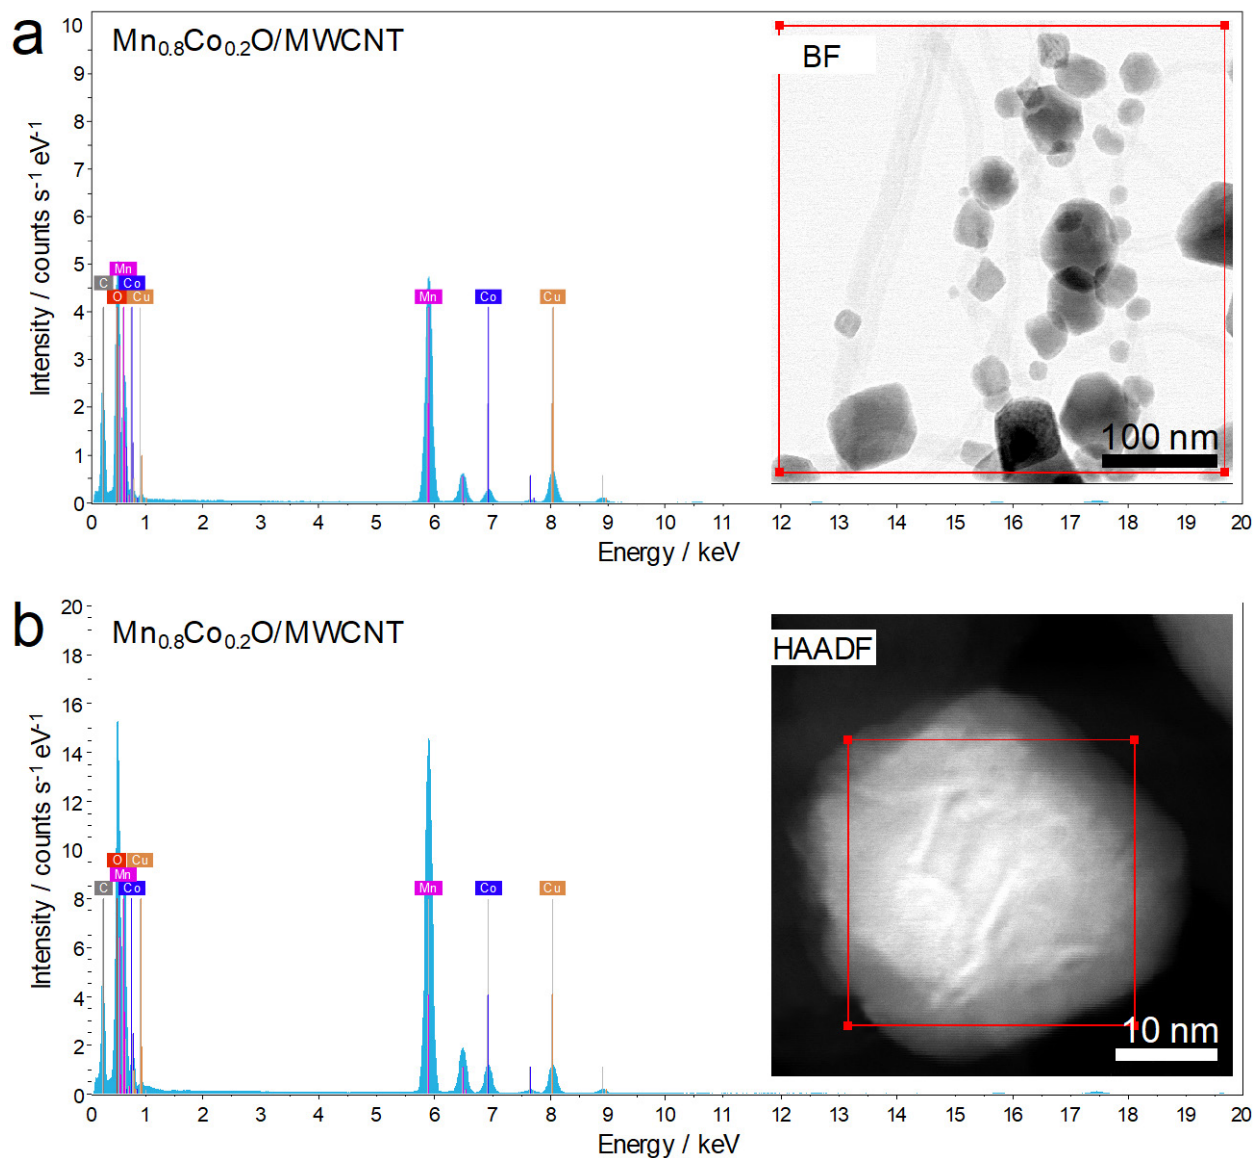 a
Mn0.8Co0.2O/MWCNT
BF
100 nm
Intensity / counts s-1 eV-1
10
9
8
7
6
5
4
3
2
1
0
C
Mn
O
Co
Cu
Mn
Co
Cu
0 1 2 3 4 5 6 7 8 9 10 11 12 13 14 15 16 17 18 19 20
Energy / keV
b
Mn0.8Co0.2O/MWCNT
HAADF
10 nm
Intensity / counts s-1 eV-1
20
18
16
14
12
10
8
6
4
2
0
O
Cu
Mn
C
Co
Mn
Co
Cu
0 1 2 3 4 5 6 7 8 9 10 11 12 13 14 15 16 17 18 19 20
Energy / keV